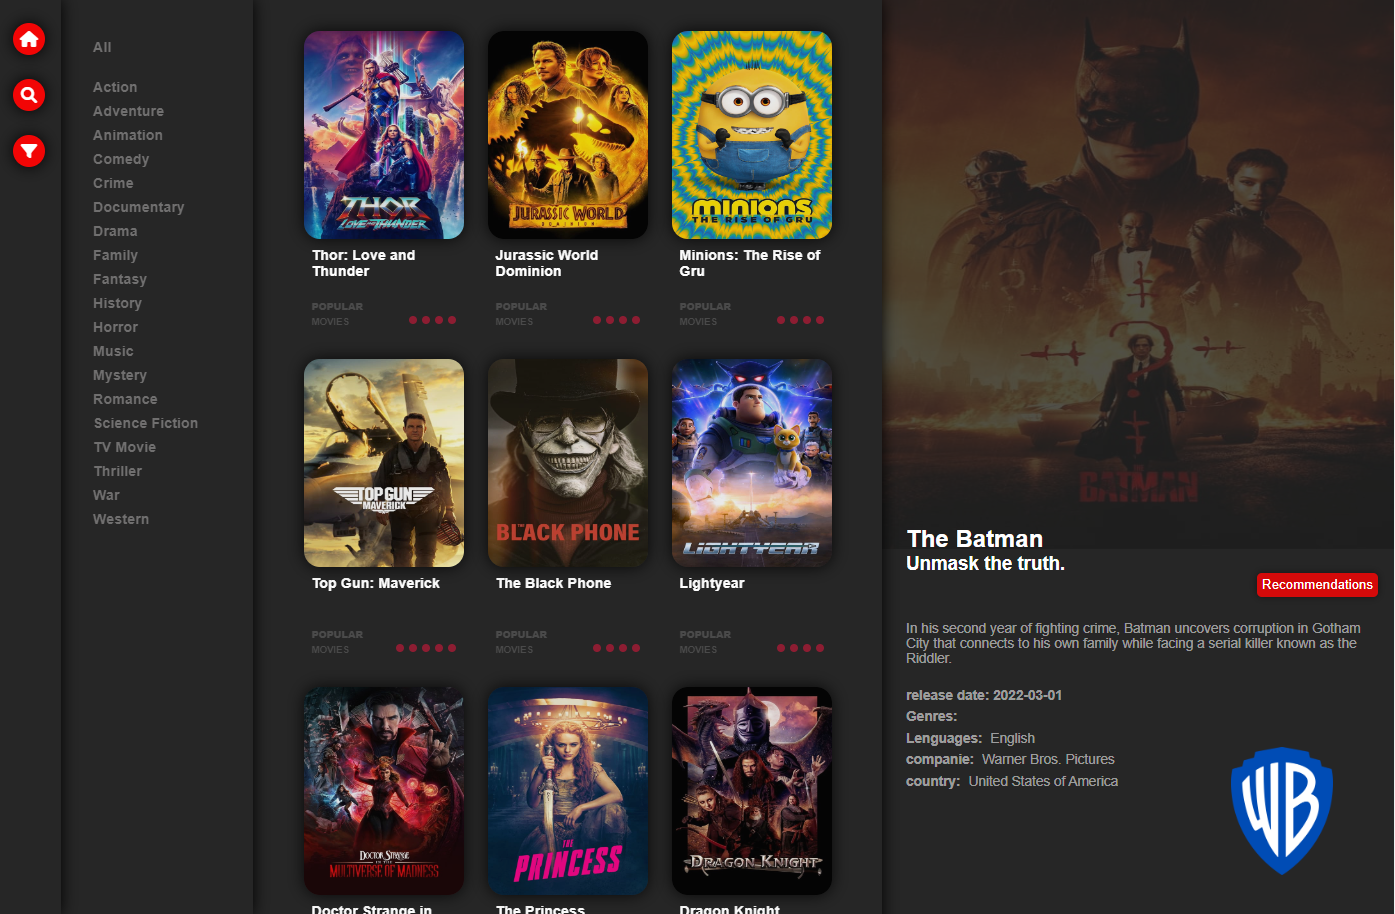 All
Action
Adventure
Animation
Comedy
Crime
Documentary
Drama
Family
Fantasy
History
Horror
Music
Mystery
Romance
Science Fiction
TV Movie
Thriller
War
Western
THOR
LOVE AND THUNDER
JURASSIC WORLD
DOMINION
MINIONS
THE RISE OF GRU
Thor: Love and
Thunder
Jurassic World
Dominion
Minions: The Rise of
Gru
POPULAR
MOVIES
POPULAR
MOVIES
POPULAR
MOVIES
TOP GUN
MAVERICK
THE
BLACK PHONE
LIGHTYEAR
Top Gun: Maverick
The Black Phone
Lightyear
POPULAR
MOVIES
POPULAR
MOVIES
POPULAR
MOVIES
DOCTOR STRANGE
IN THE
MULTIVERSE OF MADNESS
THE
PRINCESS
DRAGON KNIGHT
Doctor Strange in
The Princess
Dragon Knight
THE
BATMAN
The Batman
Unmask the truth.
Recommendations
In his second year of fighting crime, Batman uncovers corruption in Gotham
City that connects to his own family while facing a serial killer known as the
Riddler.
release date: 2022-03-01
Genres:
Lenguages: English
companie: Warner Bros. Pictures
country: United States of America
WB